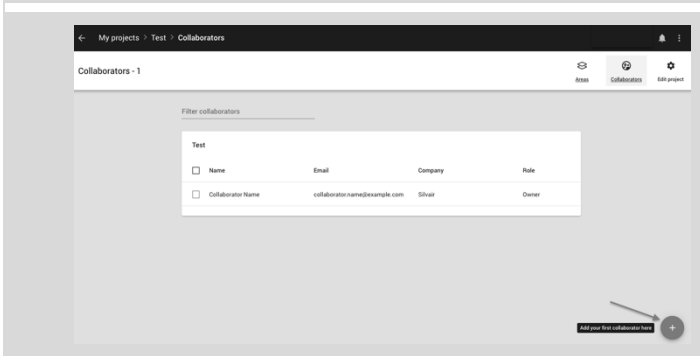 My projects > Test > Collaborators
Collaborators - 1
Areas
Collaborators
Edit project
Filter collaborators
Test
Name Email Company Role
Collaborator Name collaborator.name@example.com Silvair Owner
Add your first collaborator here